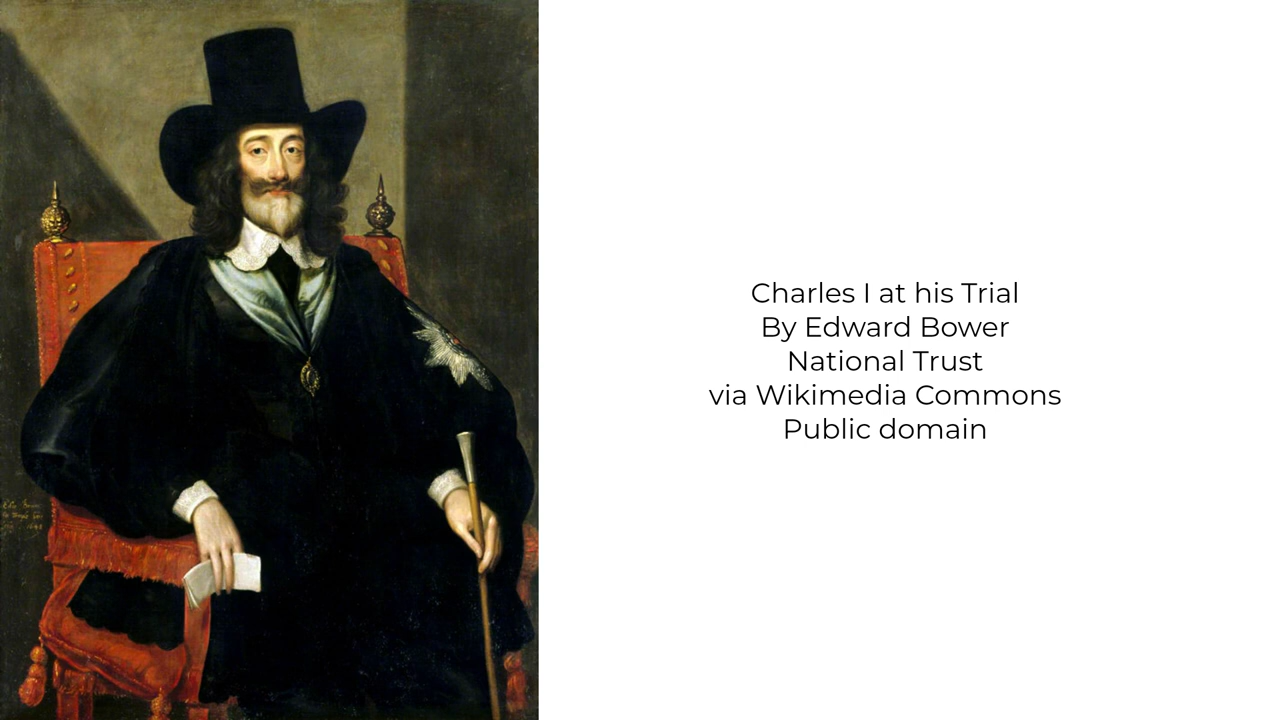 Charles I at his Trial
By Edward Bower
National Trust
via Wikimedia Commons
Public domain